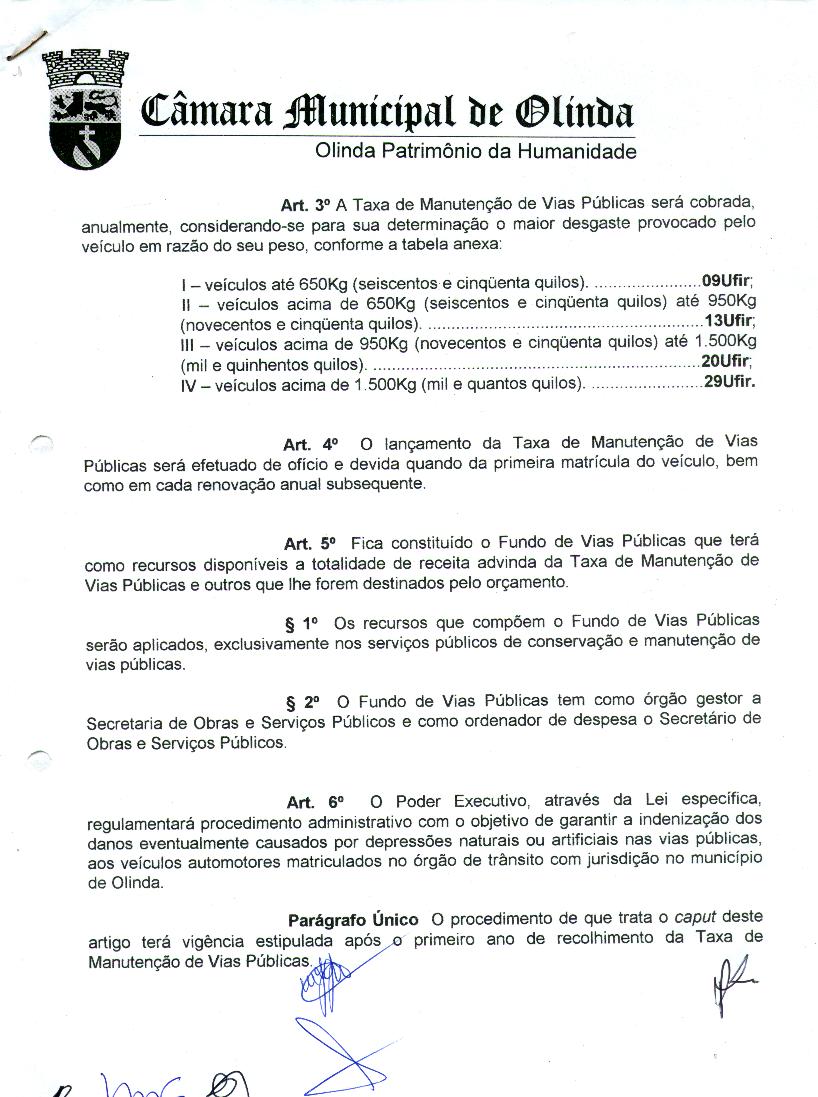 Câmara Municipal de Olinda
Olinda Patrimônio da Humanidade
Art. 3º A Taxa de Manutenção de Vias Públicas será cobrada,
anualmente, considerando-se para sua determinação o maior desgaste provocado pelo
veículo em razão do seu peso, conforme a tabela anexa:
I – veículos até 650Kg (seiscentos e cinqüenta quilos). .......................09Ufir;
II – veículos acima de 650Kg (seiscentos e cinqüenta quilos) até 950Kg
(novecentos e cinqüenta quilos). ...........................................................13Ufir;
III – veículos acima de 950Kg (novecentos e cinqüenta quilos) até 1.500Kg
(mil e quinhentos quilos). ......................................................................20Ufir;
IV – veículos acima de 1.500Kg (mil e quantos quilos). ........................29Ufir.
Art. 4º O lançamento da Taxa de Manutenção de Vias
Públicas será efetuado de ofício e devida quando da primeira matrícula do veículo, bem
como em cada renovação anual subsequente.
Art. 5º Fica constituído o Fundo de Vias Públicas que terá
como recursos disponíveis a totalidade de receita advinda da Taxa de Manutenção de
Vias Públicas e outros que lhe forem destinados pelo orçamento.
§ 1º Os recursos que compõem o Fundo de Vias Públicas
serão aplicados, exclusivamente nos serviços públicos de conservação e manutenção de
vias públicas.
§ 2º O Fundo de Vias Públicas tem como órgão gestor a
Secretaria de Obras e Serviços Públicos e como ordenador de despesa o Secretário de
Obras e Serviços Públicos.
Art. 6º O Poder Executivo, através da Lei específica,
regulamentará procedimento administrativo com o objetivo de garantir a indenização dos
danos eventualmente causados por depressões naturais ou artificiais nas vias públicas,
aos veículos automotores matriculados no órgão de trânsito com jurisdição no município
de Olinda.
Parágrafo Único O procedimento de que trata o caput deste
artigo terá vigência estipulada após o primeiro ano de recolhimento da Taxa de
Manutenção de Vias Públicas.